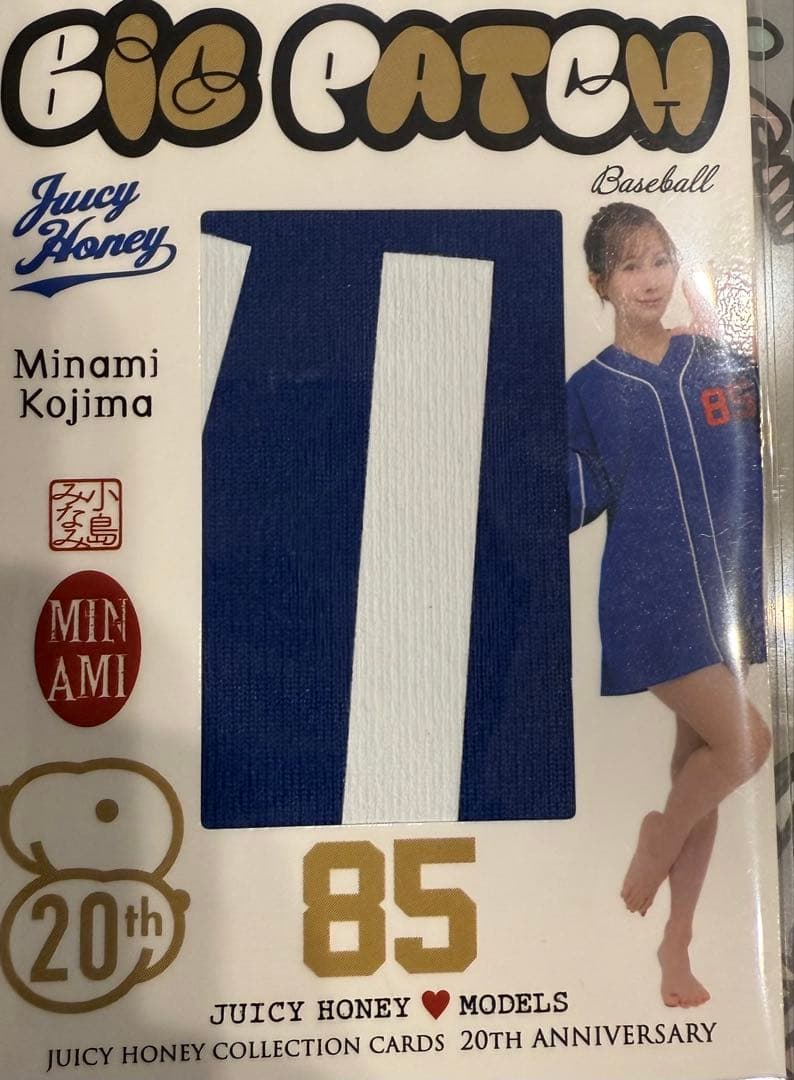 BIG PATCH
Juicy
Honey
Baseball
85
Minami
Kojima
小島
みなみ
MIN
AMI
20th
85
JUICY HONEY ♥ MODELS
JUICY HONEY COLLECTION CARDS 20TH ANNIVERSARY